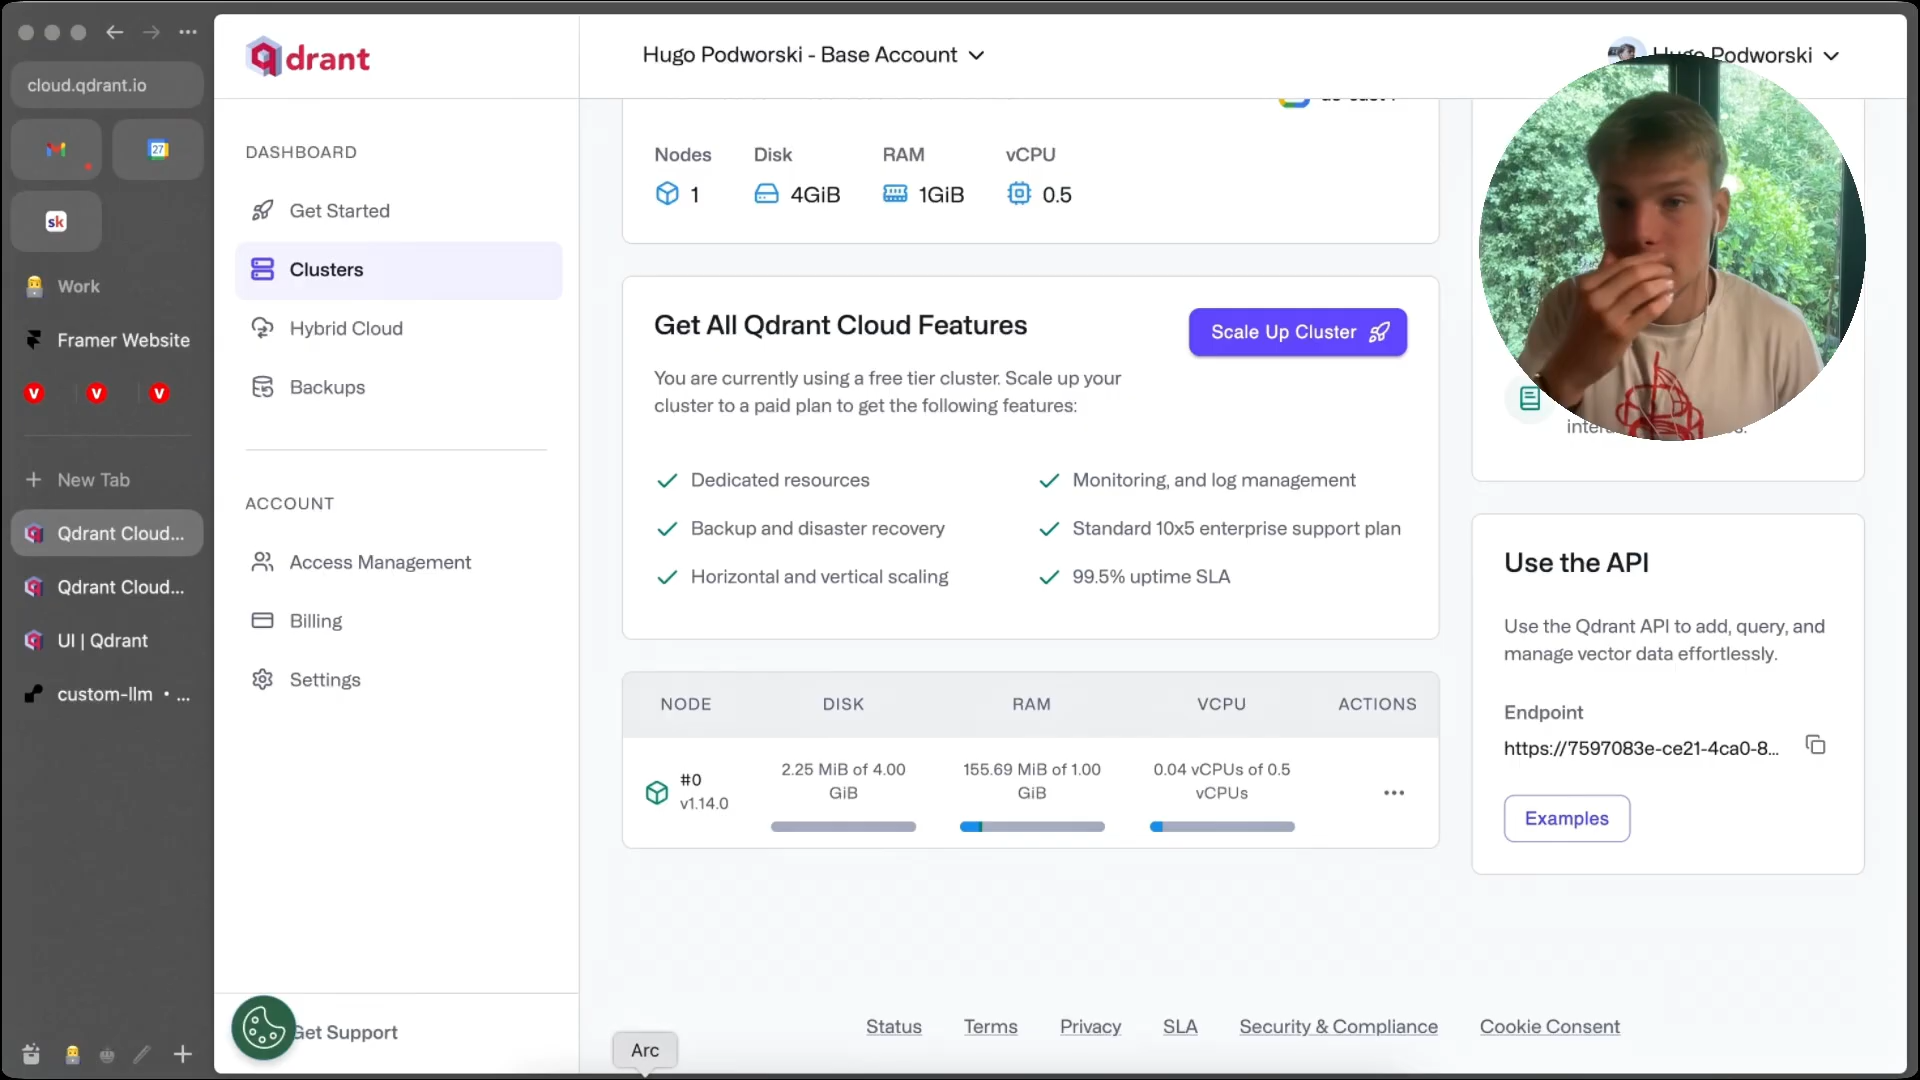 cloud.qdrant.io
27
sk
Work
Framer Website
New Tab
Qdrant Cloud...
Qdrant Cloud...
UI | Qdrant
custom-llm • ...
qdrant
DASHBOARD
Get Started
Clusters
Hybrid Cloud
Backups
ACCOUNT
Access Management
Billing
Settings
Get Support
Hugo Podworski - Base Account
Hugo Podworski
Nodes Disk RAM vCPU
1 4GiB 1GiB 0.5
Get All Qdrant Cloud Features
Scale Up Cluster
You are currently using a free tier cluster. Scale up your
cluster to a paid plan to get the following features:
Dedicated resources
Monitoring, and log management
Backup and disaster recovery
Standard 10x5 enterprise support plan
Horizontal and vertical scaling
99.5% uptime SLA
NODE DISK RAM VCPU ACTIONS
#0
v1.14.0
2.25 MiB of 4.00
GiB
155.69 MiB of 1.00
GiB
0.04 vCPUs of 0.5
vCPUs
Use the API
Use the Qdrant API to add, query, and
manage vector data effortlessly.
Endpoint
https://7597083e-ce21-4ca0-8...
Examples
Status Terms Privacy SLA Security & Compliance Cookie Consent
Arc